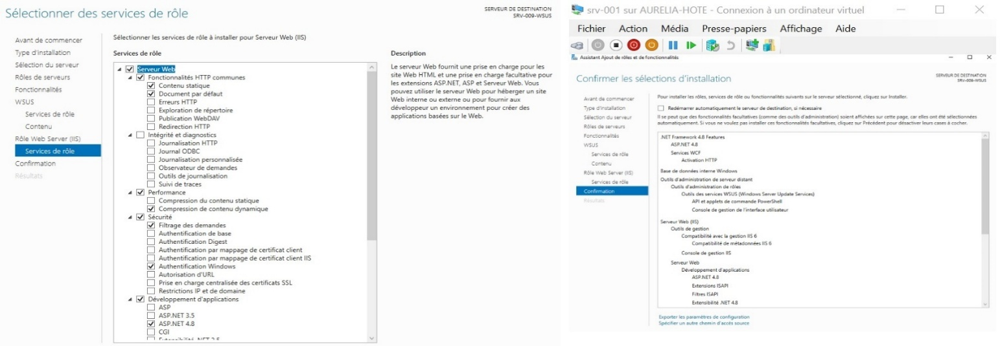 Sélectionner des services de rôle
SERVEUR DE DESTINATION
SRV-009-WSUS
Avant de commencer
Type d'installation
Sélection du serveur
Rôles de serveurs
Fonctionnalités
WSUS
Services de rôle
Contenu
Rôle Web Server (IIS)
Services de rôle
Confirmation
Résultats
Sélectionner les services de rôle à installer pour Serveur Web (IIS)
Services de rôle
Serveur Web
Fonctionnalités HTTP communes
Contenu statique
Document par défaut
Erreurs HTTP
Exploration de répertoire
Publication WebDAV
Redirection HTTP
Intégrité et diagnostics
Journalisation HTTP
Journal ODBC
Journalisation personnalisée
Observateur de demandes
Outils de journalisation
Suivi de traces
Performance
Compression du contenu statique
Compression de contenu dynamique
Sécurité
Filtrage des demandes
Authentification de base
Authentification Digest
Authentification par mappage de certificat client
Authentification par mappage de certificat client IIS
Authentification Windows
Autorisation d'URL
Prise en charge centralisée des certificats SSL
Restrictions IP et de domaine
Développement d'applications
ASP
ASP.NET 3.5
ASP.NET 4.8
CGI
Extensibilité .NET 3.5
Description
Le serveur Web fournit une prise en charge pour les
site Web HTML et une prise en charge facultative pour
les extensions ASP.NET, ASP et Serveur Web. Vous
pouvez utiliser le serveur Web pour héberger un site
Web interne ou externe ou pour fournir aux
développeur un environnement pour créer des
applications basées sur le Web.
srv-001 sur AURELIA-HOTE - Connexion à un ordinateur virtuel
Fichier Action Média Presse-papiers Affichage Aide
Assistant Ajout de rôles et de fonctionnalités
Confirmer les sélections d'installation
SERVEUR DE DESTINATION
SRV-009-WSUS
Avant de commencer
Type d'installation
Sélection du serveur
Rôles de serveurs
Fonctionnalités
WSUS
Services de rôle
Contenu
Rôle Web Server (IIS)
Services de rôle
Confirmation
Résultats
Pour installer les rôles, services de rôle ou fonctionnalités suivants sur le serveur sélectionné, cliquez sur Installer.
Redémarrer automatiquement le serveur de destination, si nécessaire
Il se peut que des fonctionnalités facultatives (comme des outils d'administration) soient affichées sur cette page, car elles ont été sélectionnées
automatiquement. Si vous ne voulez pas installer ces fonctionnalités facultatives, cliquez sur Précédent pour désactiver leurs cases à cocher.
.NET Framework 4.8 Features
ASP.NET 4.8
Services WCF
Activation HTTP
Base de données interne Windows
Outils d'administration de serveur distant
Outils d'administration de rôles
Outils des services WSUS (Windows Server Update Services)
API et applets de commande PowerShell
Console de gestion de l'interface utilisateur
Serveur Web (IIS)
Outils de gestion
Compatibilité avec la gestion IIS 6
Compatibilité de métadonnées IIS 6
Console de gestion IIS
Serveur Web
Développement d'applications
ASP.NET 4.8
Extensions ISAPI
Filtres ISAPI
Extensibilité .NET 4.8
Exporter les paramètres de configuration
Spécifier un autre chemin d'accès source